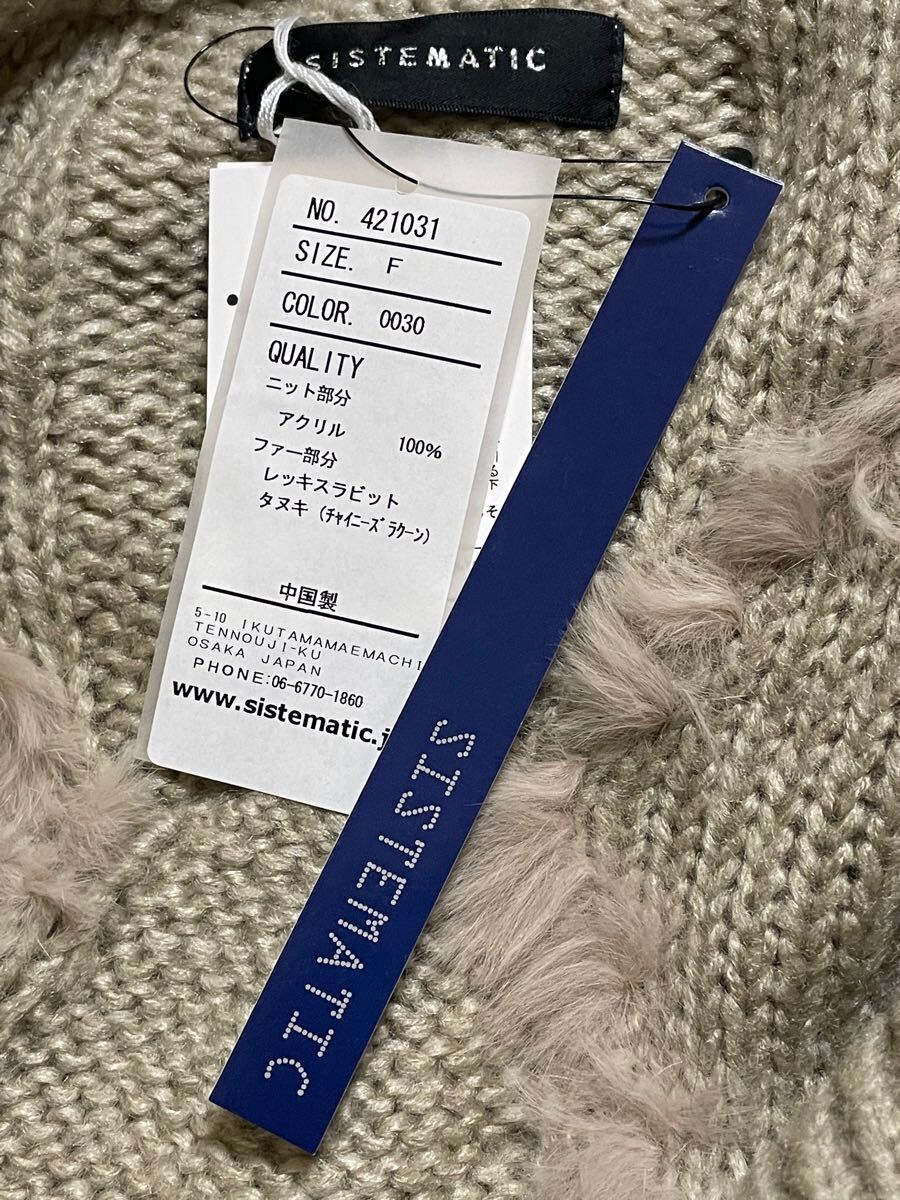 SISTEMATIC
NO. 421031
SIZE. F
COLOR. 0030
QUALITY
ニット部分
アクリル 100%
ファー部分
レッキスラビット
タヌキ (ﾁｬｲﾆｰｽﾞﾗｸｰﾝ)
中国製
5-10 IKUTAMAMAEMACHI
TENNOUJI-KU
OSAKA JAPAN
PHONE:06-6770-1860
www.sistematic.j
SISTEMATIC